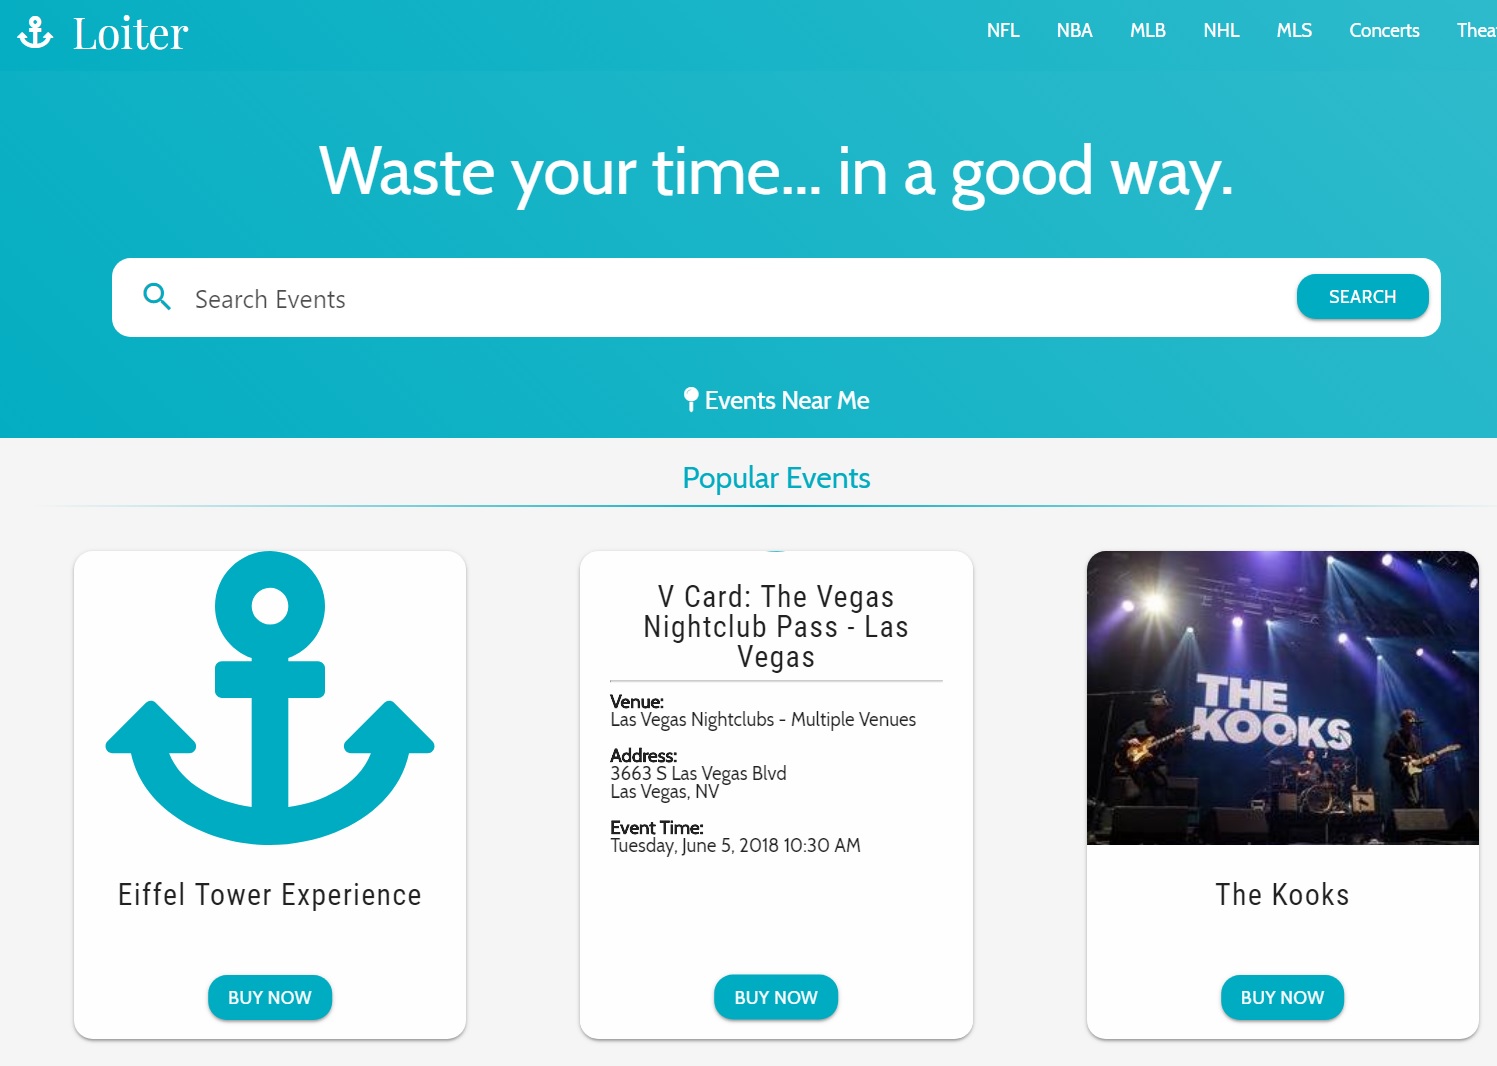 Loiter
NFL NBA MLB NHL MLS Concerts
Waste your time... in a good way.
Search Events
SEARCH
Events Near Me
Popular Events
Eiffel Tower Experience
BUY NOW
V Card: The Vegas
Nightclub Pass - Las
Vegas
Venue:
Las Vegas Nightclubs - Multiple Venues
Address:
3663 S Las Vegas Blvd
Las Vegas, NV
Event Time:
Tuesday, June 5, 2018 10:30 AM
BUY NOW
THE
KOOKS
The Kooks
BUY NOW